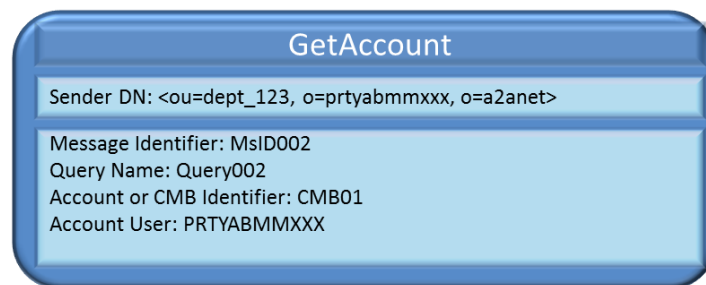 GetAccount
Sender DN: <ou=dept_123, o=prtyabmmxxx, o=a2anet>
Message Identifier: MsID002
Query Name: Query002
Account or CMB Identifier: CMB01
Account User: PRTYABMMXXX